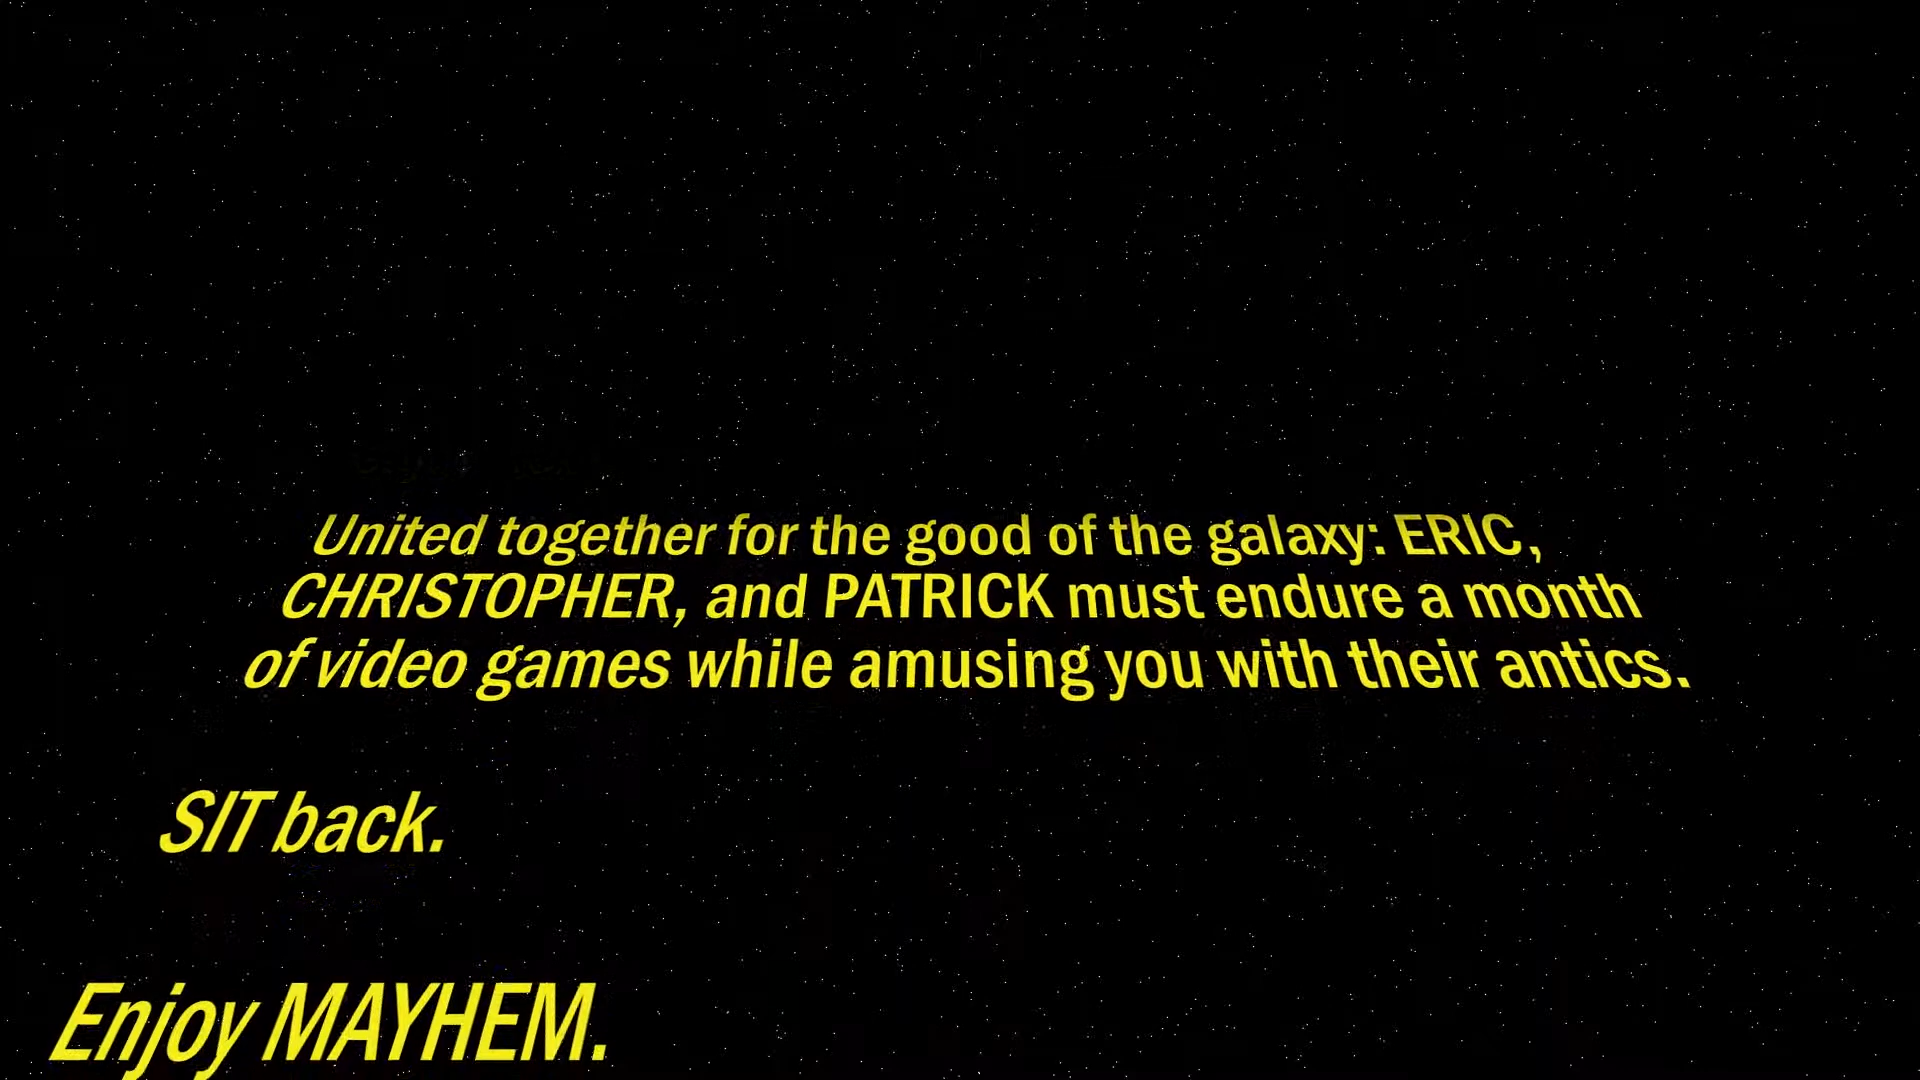 United together for the good of the galaxy: ERIC,
CHRISTOPHER, and PATRICK must endure a month
of video games while amusing you with their antics.
SIT back.
Enjoy MAYHEM.